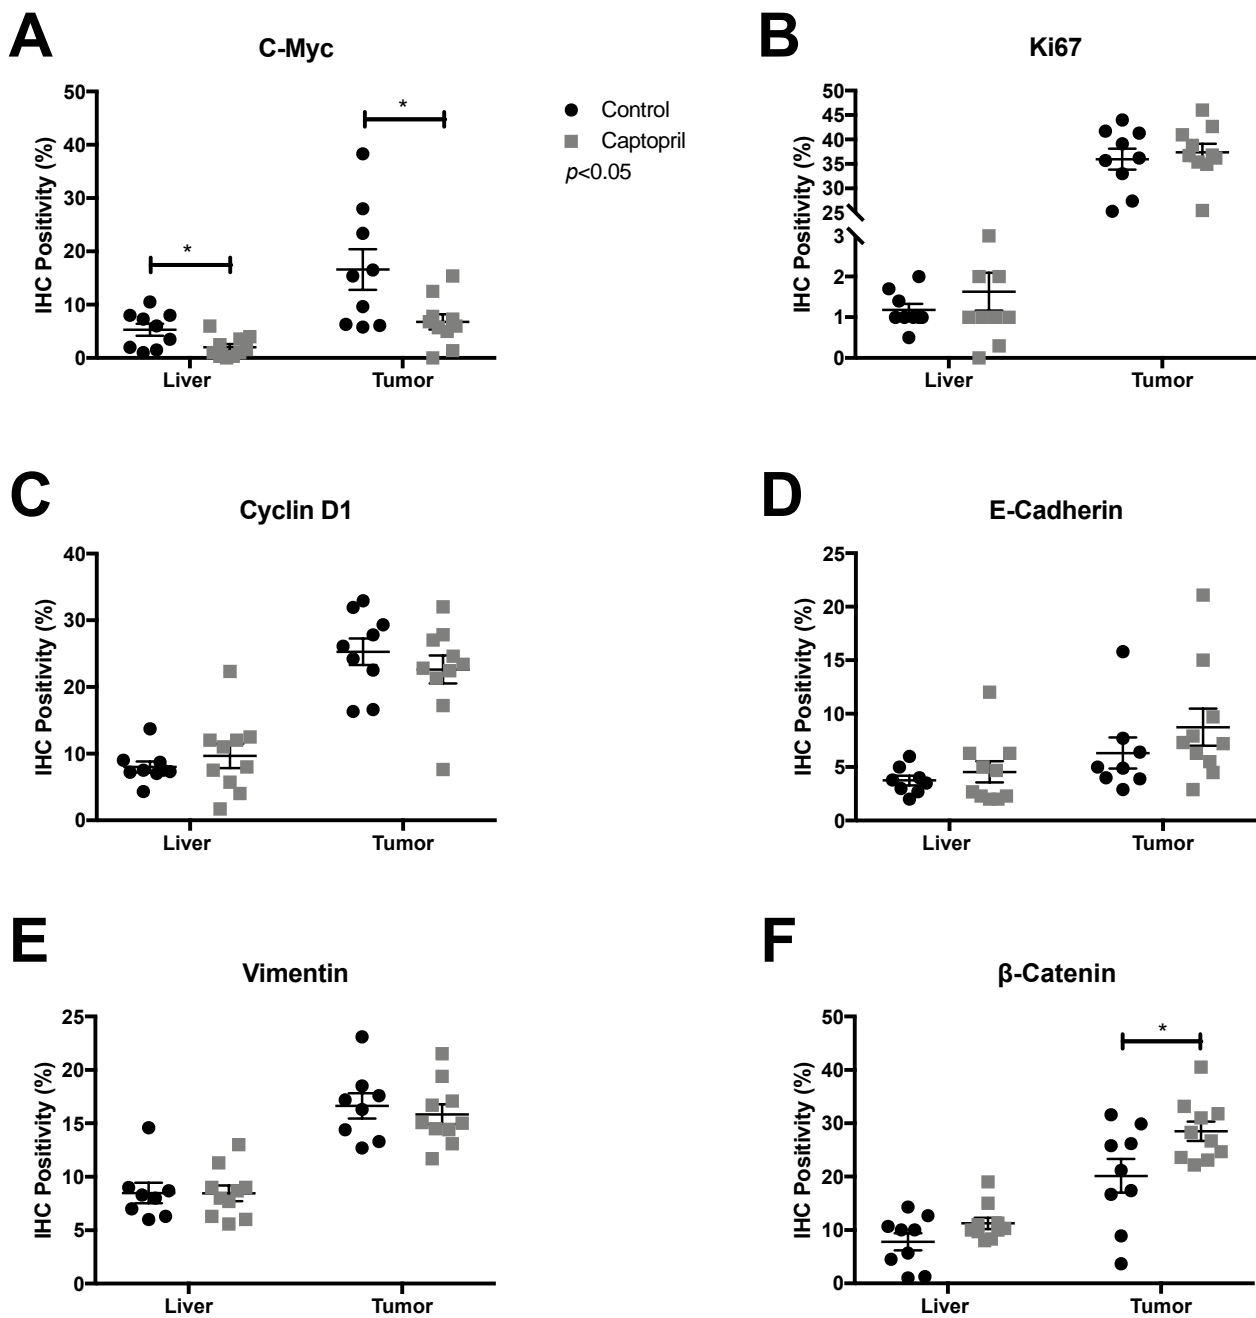 A
C-Myc
IHC Positivity (%)
50
40
30
20
10
0
*
*
Liver
Tumor
Control
Captopril
p<0.05
B
Ki67
IHC Positivity (%)
50
45
40
35
30
25
3
2
1
0
Liver
Tumor
C
Cyclin D1
IHC Positivity (%)
40
30
20
10
0
Liver
Tumor
D
E-Cadherin
IHC Positivity (%)
25
20
15
10
5
0
Liver
Tumor
E
Vimentin
IHC Positivity (%)
25
20
15
10
5
0
Liver
Tumor
F
β-Catenin
IHC Positivity (%)
50
40
30
20
10
0
*
Liver
Tumor